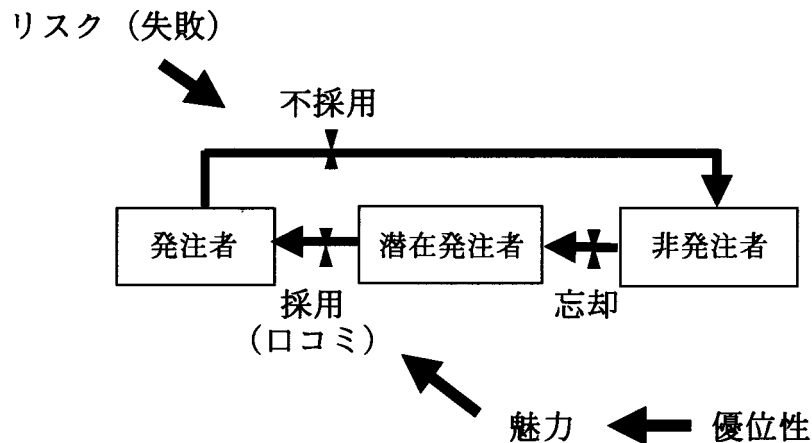 リスク（失敗）
不採用
発注者
潜在発注者
非発注者
採用
（口コミ）
忘却
魅力
優位性